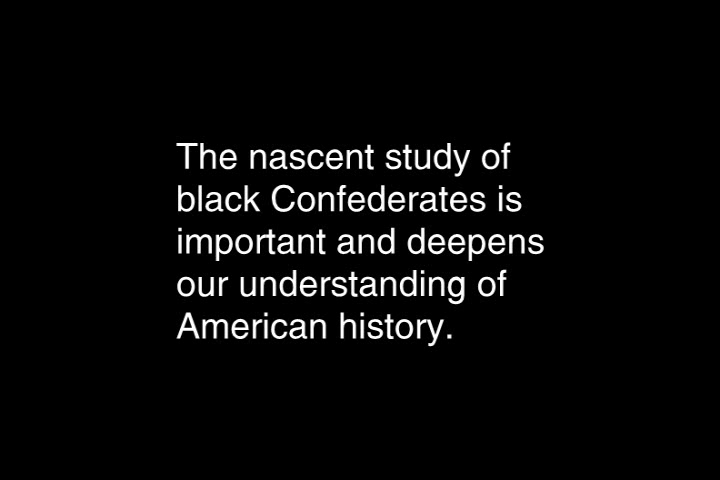 The nascent study of
black Confederates is
important and deepens
our understanding of
American history.